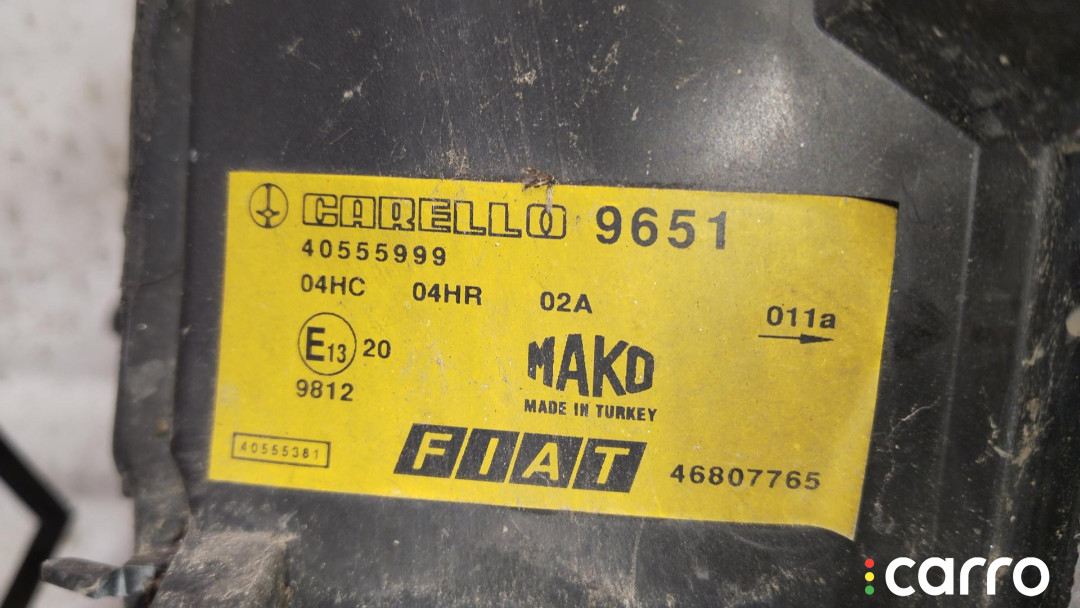 CARELLO 9651
40555999
04HC 04HR 02A
011a
E13 20
9812
MAKO
MADE IN TURKEY
40555381
FIAT
46807765
carro